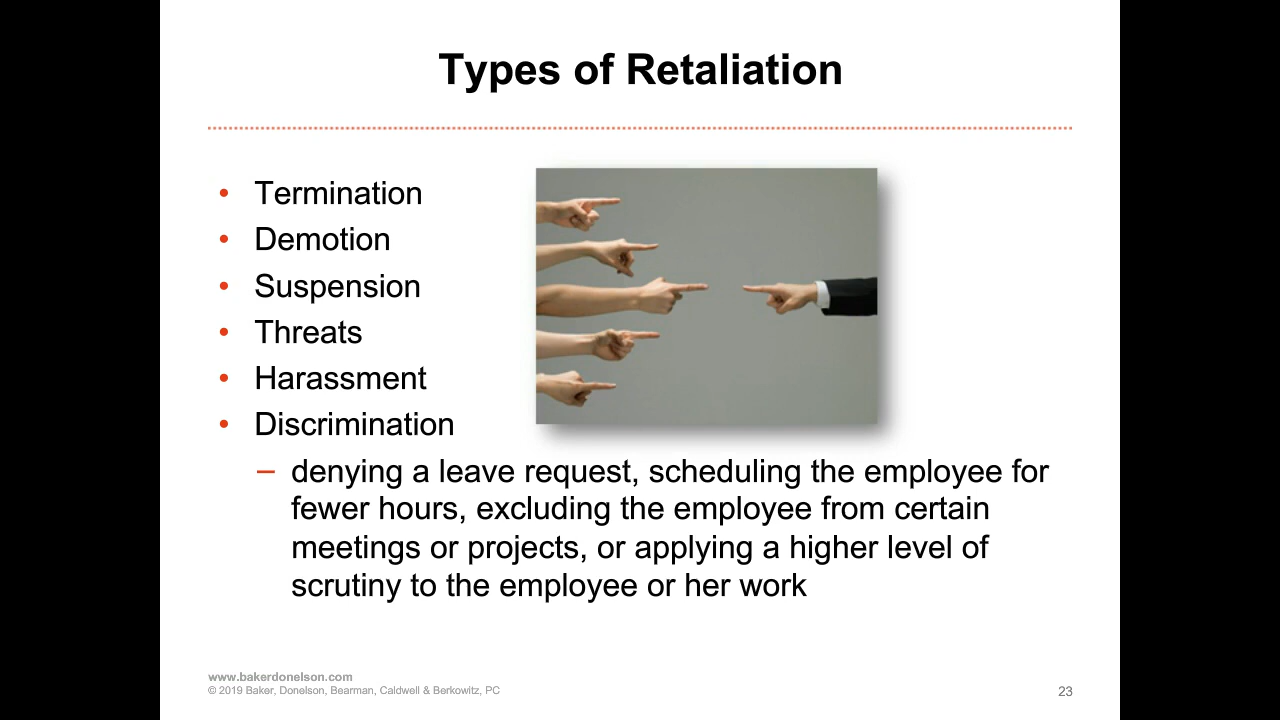 Types of Retaliation
• Termination
• Demotion
• Suspension
• Threats
• Harassment
• Discrimination
– denying a leave request, scheduling the employee for
fewer hours, excluding the employee from certain
meetings or projects, or applying a higher level of
scrutiny to the employee or her work
www.bakerdonelson.com
© 2019 Baker, Donelson, Bearman, Caldwell & Berkowitz, PC
23